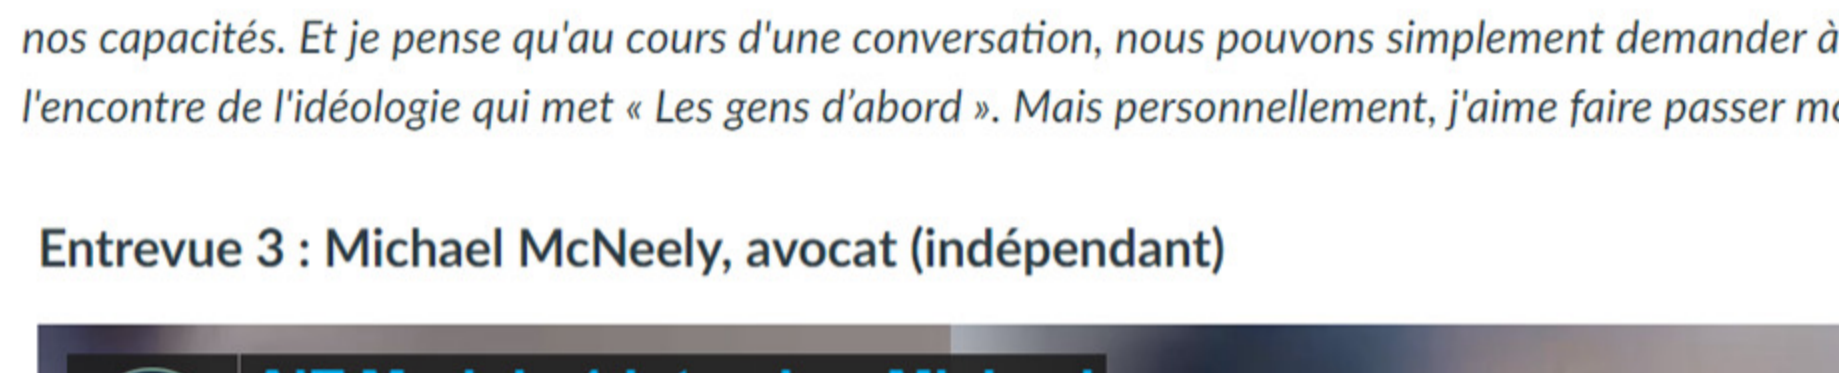 nos capacités. Et je pense qu'au cours d'une conversation, nous pouvons simplement demander à
l'encontre de l'idéologie qui met « Les gens d’abord ». Mais personnellement, j'aime faire passer
Entrevue 3 : Michael McNeely, avocat (indépendant)